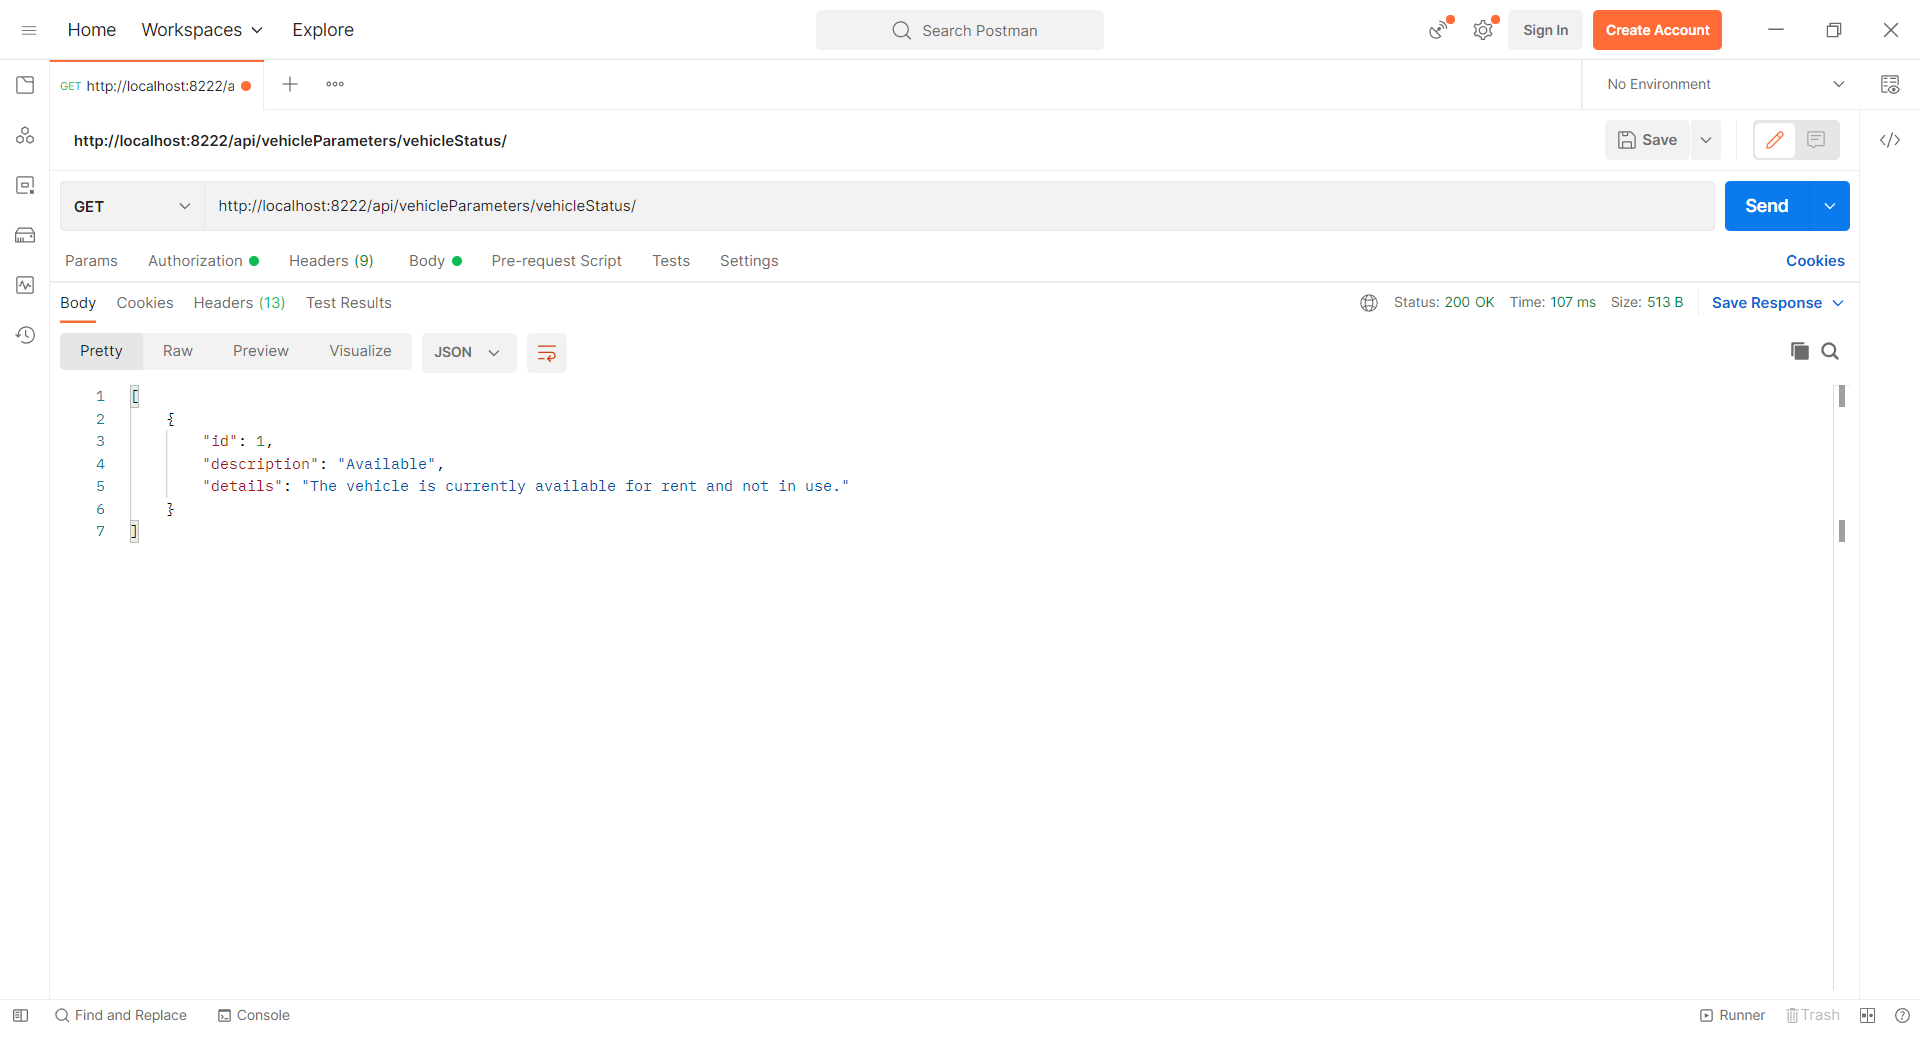 Home Workspaces Explore Search Postman Sign In Create Account
GET http://localhost:8222/a No Environment
http://localhost:8222/api/vehicleParameters/vehicleStatus/ Save
GET http://localhost:8222/api/vehicleParameters/vehicleStatus/ Send
Params Authorization Headers (9) Body Pre-request Script Tests Settings Cookies
Body Cookies Headers (13) Test Results Status: 200 OK Time: 107 ms Size: 513 B Save Response
Pretty Raw Preview Visualize JSON
1 [
2 {
3 "id": 1,
4 "description": "Available",
5 "details": "The vehicle is currently available for rent and not in use."
6 }
7 ]
Find and Replace Console Runner Trash